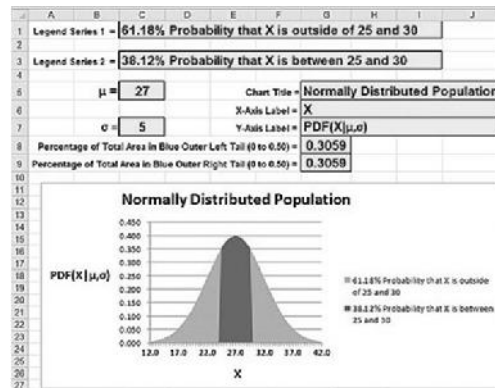 A B C D E F G H I J
1 Legend Series 1 = 61.18% Probability that X is outside of 25 and 30
2
3 Legend Series 2 = 38.12% Probability that X is between 25 and 30
4
5 μ = 27 Chart Title = Normally Distributed Population
6 X-Axis Label = X
7 σ = 5 Y-Axis Label = PDF(X|μ,σ)
8 Percentage of Total Area in Blue Outer Left Tail (0 to 0.50) = 0.3059
9 Percentage of Total Area in Blue Outer Right Tail (0 to 0.50) = 0.3059
10
11
12 Normally Distributed Population
13
14
15
16
17
18
19
20
21
22
23
24
25
26
27
0.450
0.400
0.350
0.300
0.250
0.200
0.150
0.100
0.050
0.000
PDF(X|μ,σ)
12.0 17.0 22.0 27.0 32.0 37.0 42.0
X
61.18% Probability that X is outside
of 25 and 30
38.12% Probability that X is between
25 and 30